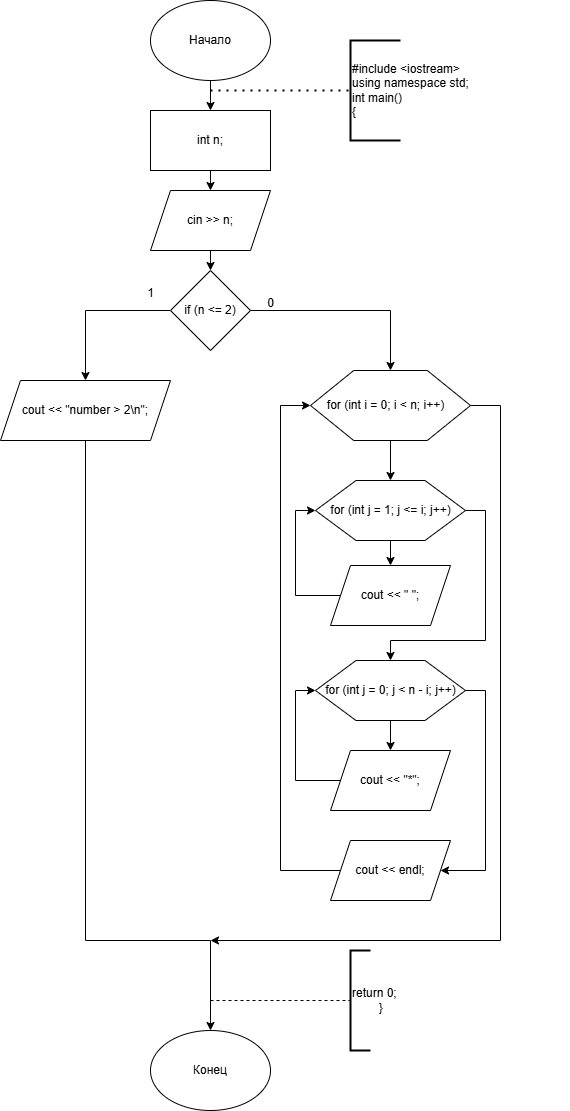 Начало
#include <iostream>
using namespace std;
int main()
{
int n;
cin >> n;
1
if (n <= 2)
0
cout << "number > 2\n";
for (int i = 0; i < n; i++)
for (int j = 1; j <= i; j++)
cout << " ";
for (int j = 0; j < n - i; j++)
cout << "*";
cout << endl;
return 0;
}
Конец